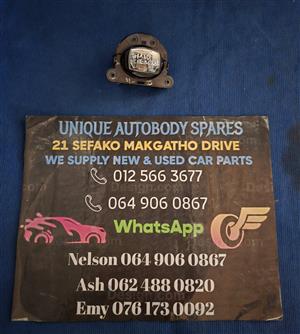 UNIQUE AUTOBODY SPARES
21 SEFAKO MAKGATHO DRIVE
WE SUPPLY NEW & USED CAR PARTS
012 566 3677
064 906 0867
WhatsApp
Nelson 064 906 0867
Ash 062 488 0820
Emy 076 173 0092